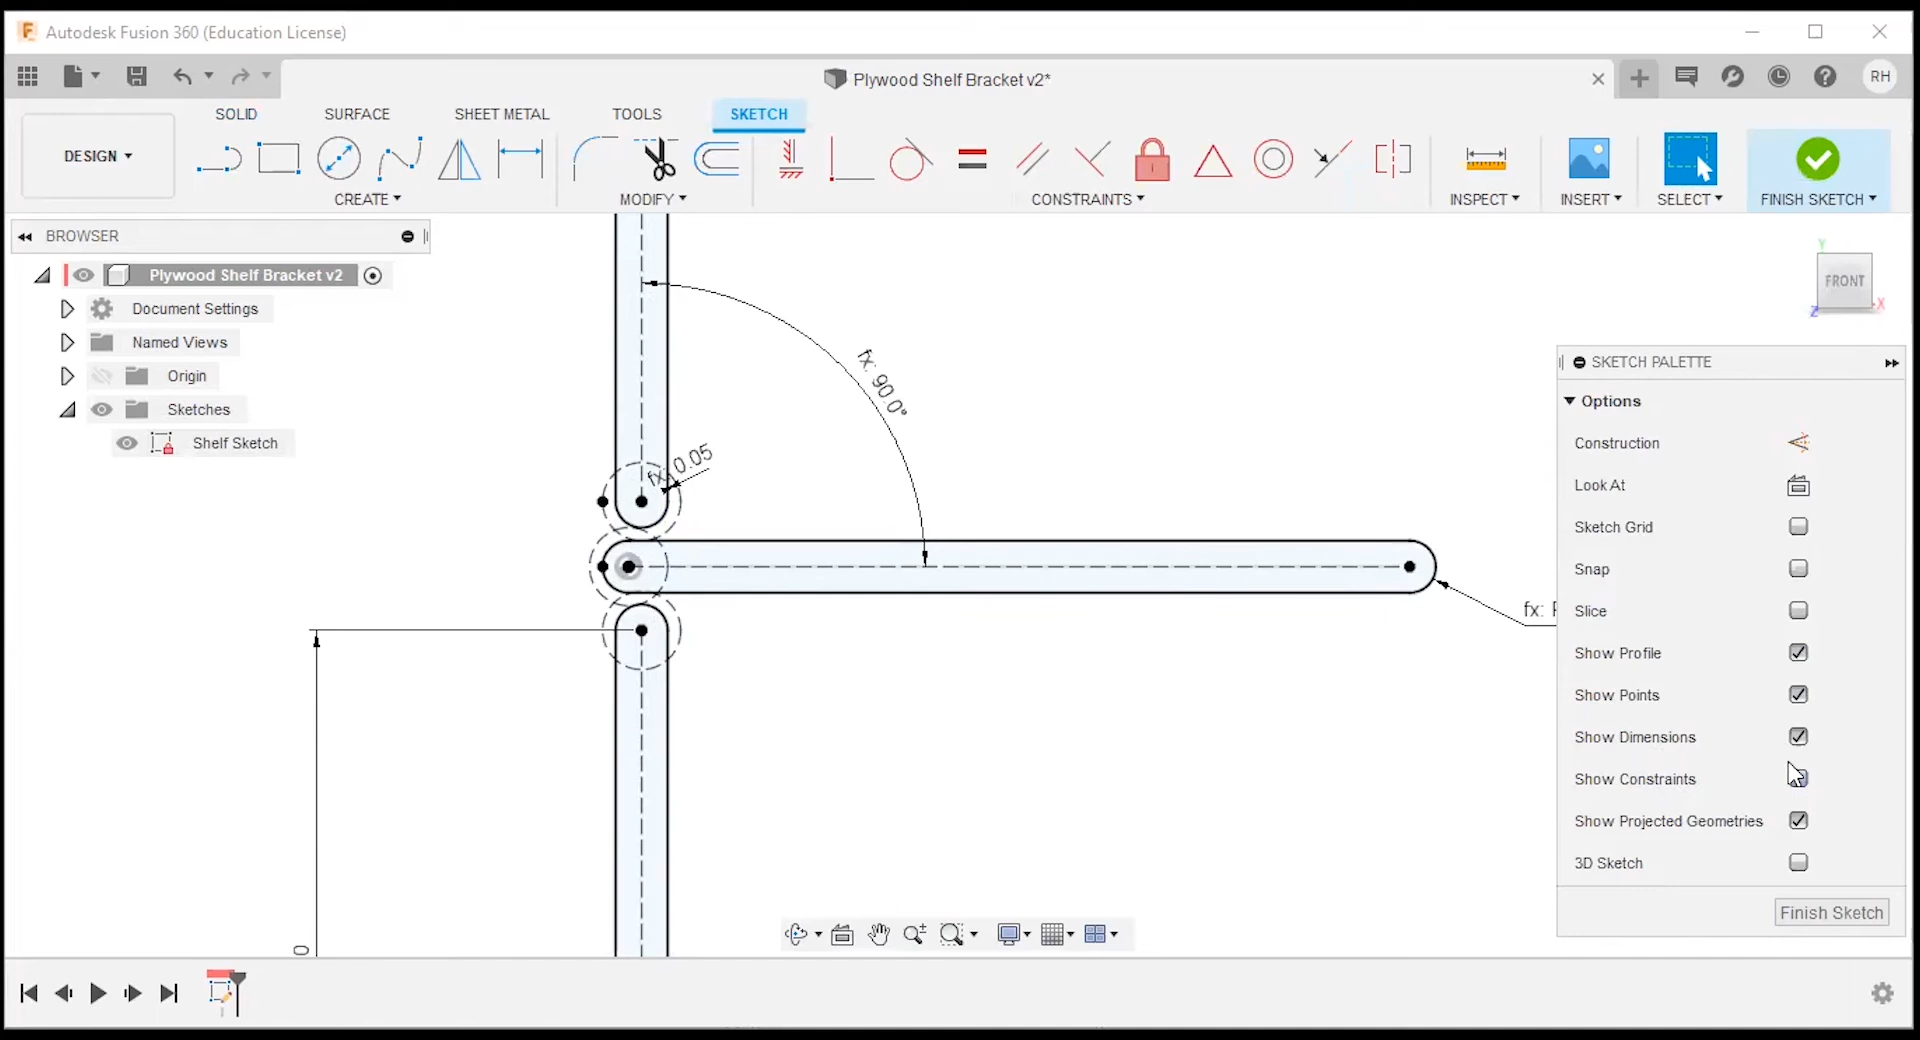 Autodesk Fusion 360 (Education License)
Plywood Shelf Bracket v2*
RH
SOLID
SURFACE
SHEET METAL
TOOLS
SKETCH
DESIGN
CREATE
MODIFY
CONSTRAINTS
INSPECT
INSERT
SELECT
FINISH SKETCH
BROWSER
Plywood Shelf Bracket v2
Document Settings
Named Views
Origin
Sketches
Shelf Sketch
Y
FRONT
Z
X
fx: 90.0°
fx: 0.05
fx:
0
SKETCH PALETTE
Options
Construction
Look At
Sketch Grid
Snap
Slice
Show Profile
Show Points
Show Dimensions
Show Constraints
Show Projected Geometries
3D Sketch
Finish Sketch